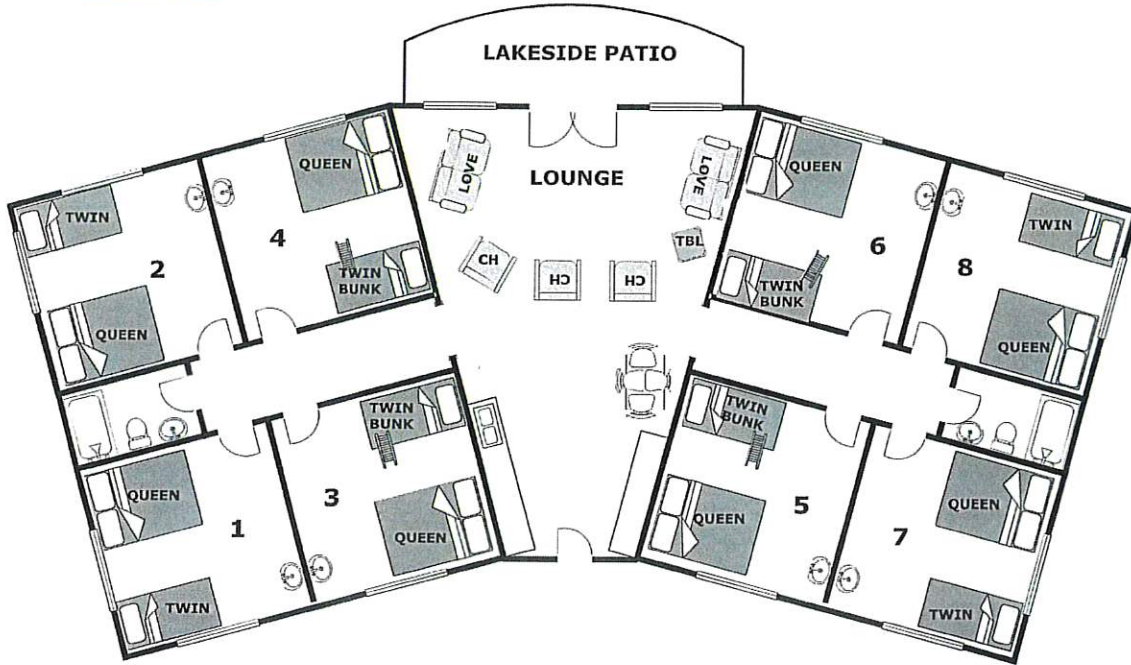 LAKESIDE PATIO
LOUNGE
LOVE
LOVE
TBL
CH
CH
CH
TWIN
2
QUEEN
QUEEN
4
TWIN
BUNK
QUEEN
6
TWIN
BUNK
TWIN
8
QUEEN
QUEEN
1
TWIN
TWIN
BUNK
3
QUEEN
TWIN
BUNK
5
QUEEN
QUEEN
7
TWIN